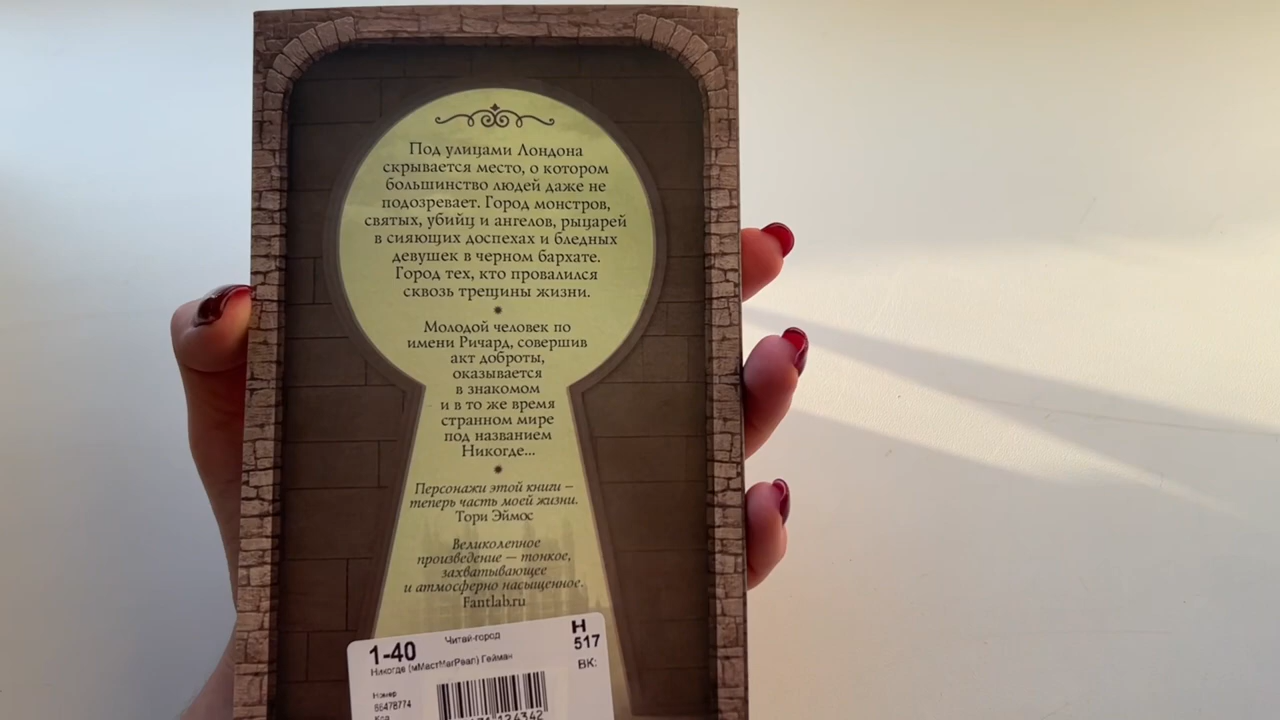 Под улицами Лондона
скрывается место, о котором
большинство людей даже не
подозревает. Город монстров,
святых, убийц и ангелов, рыцарей
в сияющих доспехах и бледных
девушек в черном бархате.
Город тех, кто провалился
сквозь трещины жизни.
Молодой человек по
имени Ричард, совершив
акт доброты,
оказывается
в знакомом
и в то же время
странном мире
под названием
Никогде...
Персонажи этой книги –
теперь часть моей жизни.
Тори Эймос
Великолепное
произведение — тонкое,
захватывающее
и атмосферно насыщенное.
Fantlab.ru
1-40 Читай-город Н
517
Никогде (мМастМагРеал) Гейман
ВК:
Номер
86478774
Код